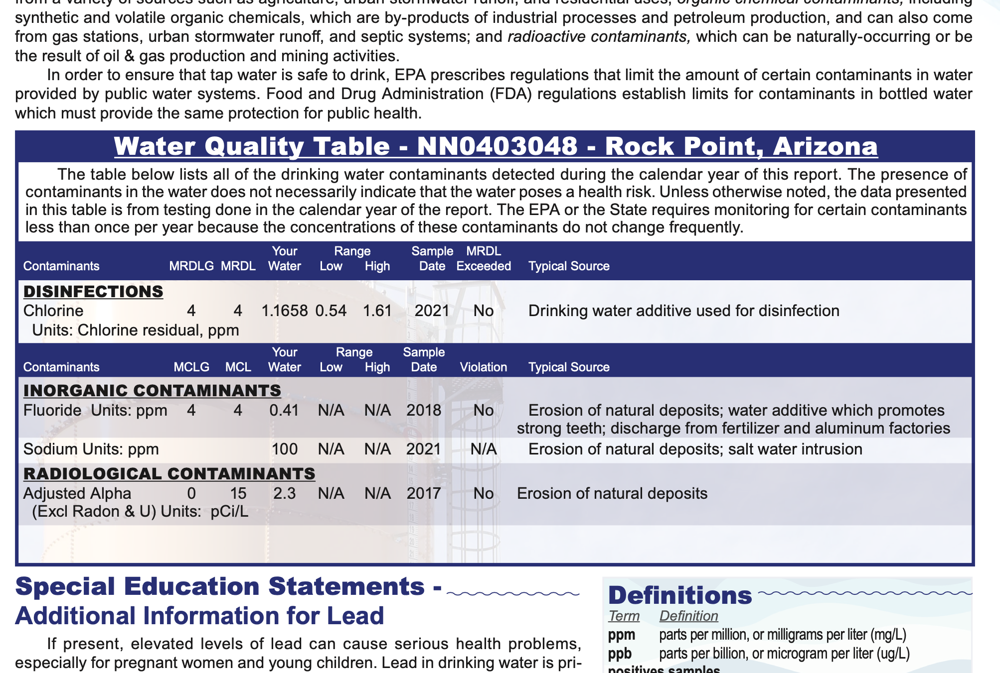 from a variety of sources such as agriculture, urban stormwater runoff, and residential uses; organic chemical contaminants, including
synthetic and volatile organic chemicals, which are by-products of industrial processes and petroleum production, and can also come
from gas stations, urban stormwater runoff, and septic systems; and radioactive contaminants, which can be naturally-occurring or be
the result of oil & gas production and mining activities.
In order to ensure that tap water is safe to drink, EPA prescribes regulations that limit the amount of certain contaminants in water
provided by public water systems. Food and Drug Administration (FDA) regulations establish limits for contaminants in bottled water
which must provide the same protection for public health.
Water Quality Table - NN0403048 - Rock Point, Arizona
The table below lists all of the drinking water contaminants detected during the calendar year of this report. The presence of
contaminants in the water does not necessarily indicate that the water poses a health risk. Unless otherwise noted, the data presented
in this table is from testing done in the calendar year of the report. The EPA or the State requires monitoring for certain contaminants
less than once per year because the concentrations of these contaminants do not change frequently.
Your Range Sample MRDL
Contaminants MRDLG MRDL Water Low High Date Exceeded Typical Source
DISINFECTIONS
Chlorine 4 4 1.1658 0.54 1.61 2021 No Drinking water additive used for disinfection
Units: Chlorine residual, ppm
Your Range Sample
Contaminants MCLG MCL Water Low High Date Violation Typical Source
INORGANIC CONTAMINANTS
Fluoride Units: ppm 4 4 0.41 N/A N/A 2018 No Erosion of natural deposits; water additive which promotes
strong teeth; discharge from fertilizer and aluminum factories
Sodium Units: ppm 100 N/A N/A 2021 N/A Erosion of natural deposits; salt water intrusion
RADIOLOGICAL CONTAMINANTS
Adjusted Alpha 0 15 2.3 N/A N/A 2017 No Erosion of natural deposits
(Excl Radon & U) Units: pCi/L
Special Education Statements -
Additional Information for Lead
If present, elevated levels of lead can cause serious health problems,
especially for pregnant women and young children. Lead in drinking water is pri-
Definitions
Term Definition
ppm parts per million, or milligrams per liter (mg/L)
ppb parts per billion, or microgram per liter (ug/L)
positives samples